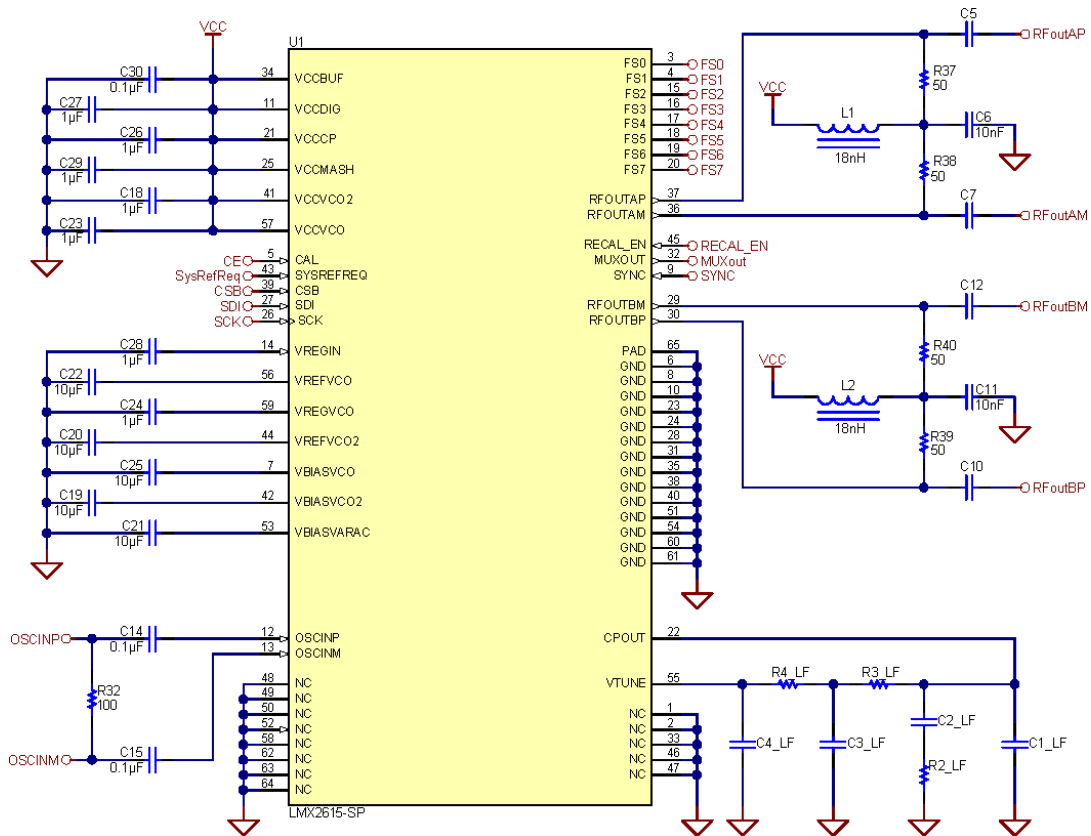 VCC
U1
C30
0.1µF
34
VCCBUF
C27
1µF
11
VCCDIG
C26
1µF
21
VCCCP
C29
1µF
25
VCCMASH
C18
1µF
41
VCCVCO2
C23
1µF
57
VCCVCO
CE
5
CAL
SysRefReq
43
SYSREFREQ
CSB
39
CSB
SDI
27
SDI
SCK
26
SCK
C28
1µF
14
VREGIN
C22
10µF
56
VREFVCO
C24
1µF
59
VREGVCO
C20
10µF
44
VREFVCO2
C25
10µF
7
VBIASVCO
C19
10µF
42
VBIASVCO2
C21
10µF
53
VBIASVARAC
OSCINP
C14
0.1µF
12
OSCINP
13
OSCINM
R32
100
OSCINM
C15
0.1µF
48
NC
49
NC
50
NC
52
NC
58
NC
62
NC
63
NC
64
NC
LMX2615-SP
FS0
3
FS0
FS1
4
FS1
FS2
15
FS2
FS3
16
FS3
FS4
17
FS4
FS5
18
FS5
FS6
19
FS6
FS7
20
FS7
RFOUTAP
37
RFOUTAM
36
RECAL_EN
45
RECAL_EN
MUXOUT
32
MUXout
SYNC
9
SYNC
RFOUTBM
29
RFOUTBP
30
PAD
65
GND
6
GND
8
GND
10
GND
23
GND
24
GND
28
GND
31
GND
35
GND
38
GND
40
GND
51
GND
54
GND
60
GND
61
CPOUT
22
VTUNE
55
NC
1
NC
2
NC
33
NC
46
NC
47
C5
RFoutAP
R37
50
VCC
L1
18nH
C6
10nF
R38
50
C7
RFoutAM
C12
RFoutBM
R40
50
VCC
L2
18nH
C11
10nF
R39
50
C10
RFoutBP
R4_LF
R3_LF
C2_LF
C4_LF
C3_LF
C1_LF
R2_LF